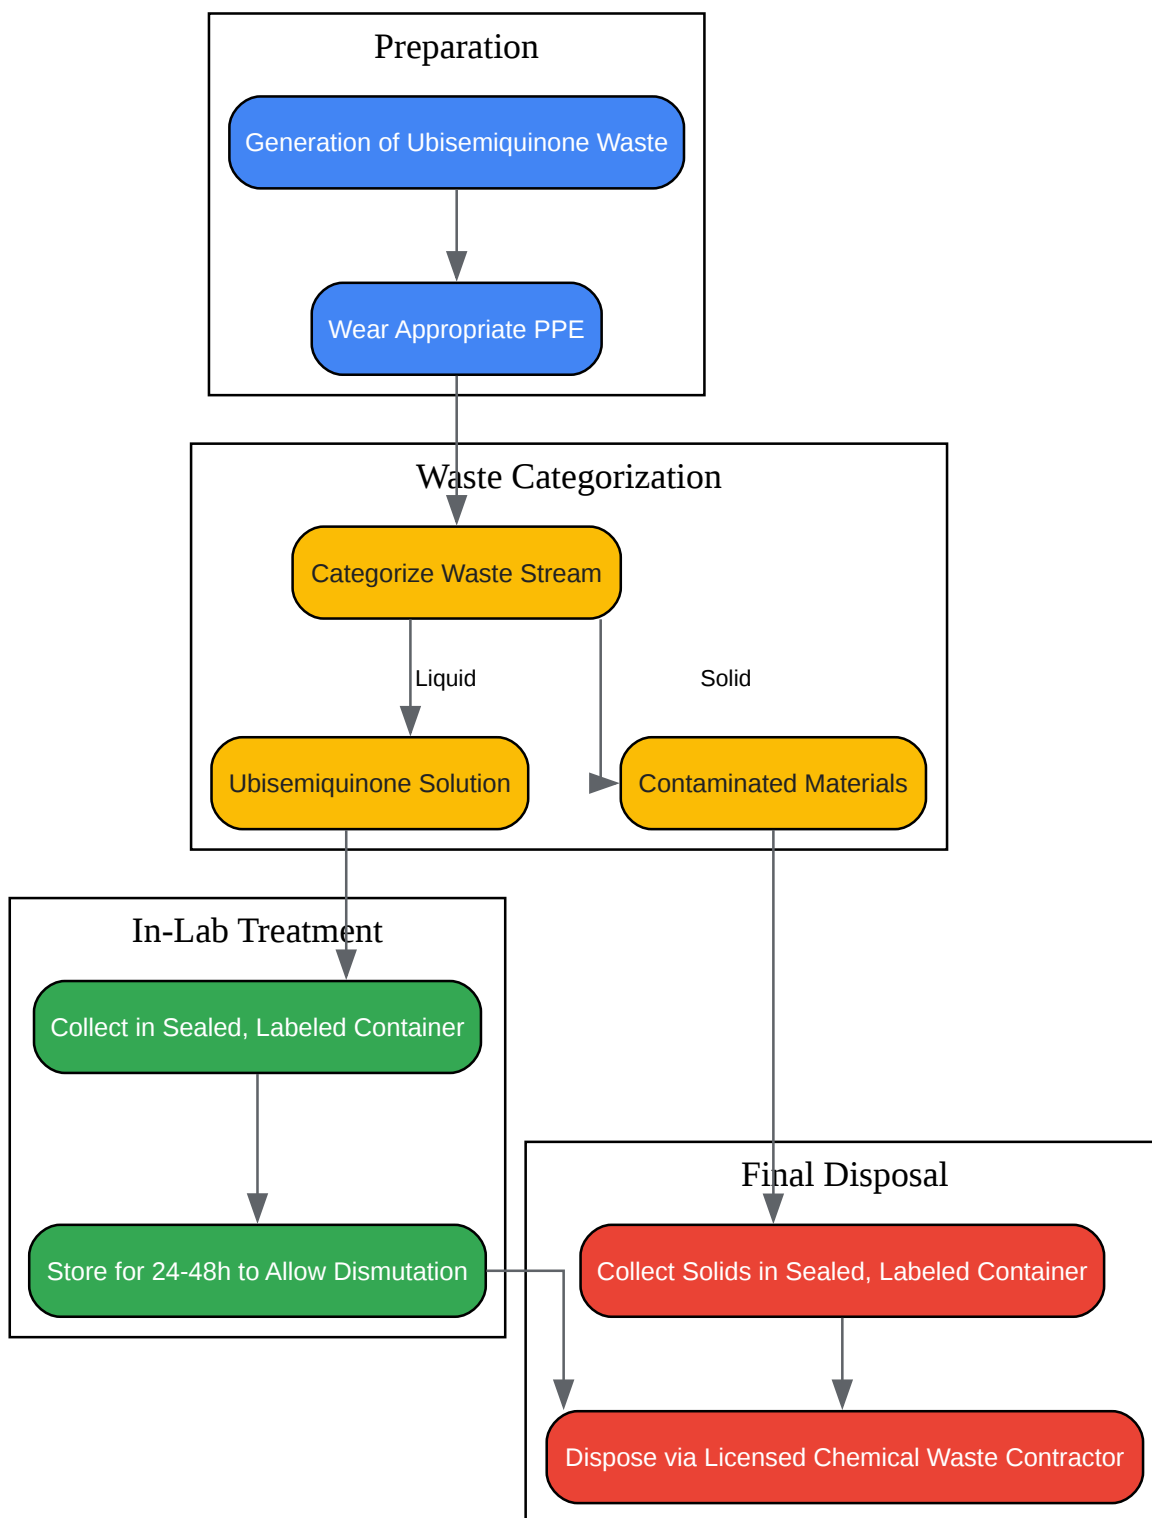 Preparation
Generation of Ubisemiquinone Waste
Wear Appropriate PPE
Waste Categorization
Categorize Waste Stream
Liquid
Solid
Ubisemiquinone Solution
Contaminated Materials
In-Lab Treatment
Collect in Sealed, Labeled Container
Store for 24-48h to Allow Dismutation
Final Disposal
Collect Solids in Sealed, Labeled Container
Dispose via Licensed Chemical Waste Contractor